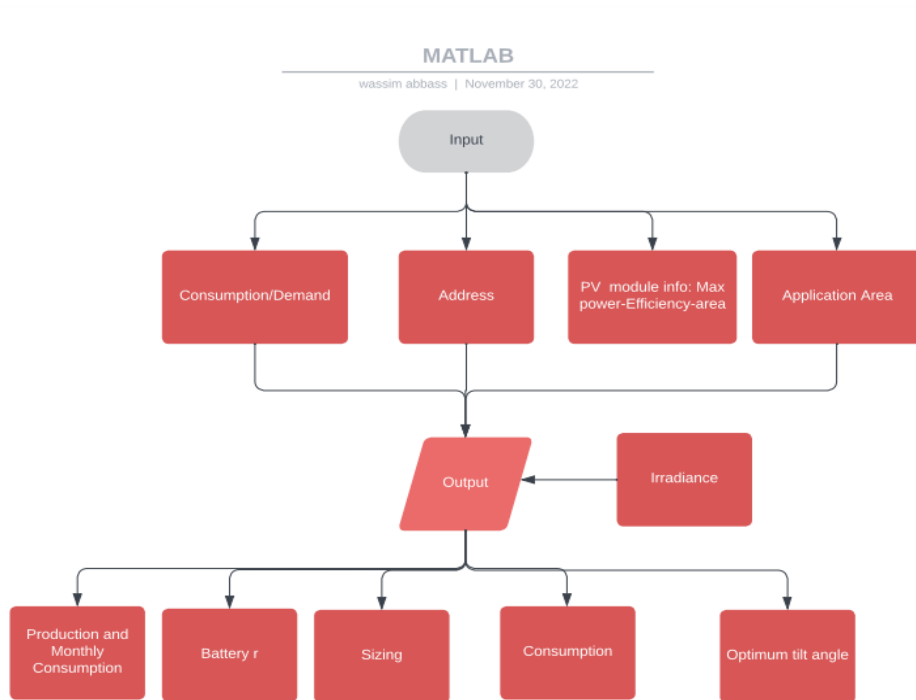 MATLAB
wassim abbass | November 30, 2022
Input
Consumption/Demand
Address
PV module info: Max
power-Efficiency-area
Application Area
Output
Irradiance
Production and
Monthly
Consumption
Battery r
Sizing
Consumption
Optimum tilt angle